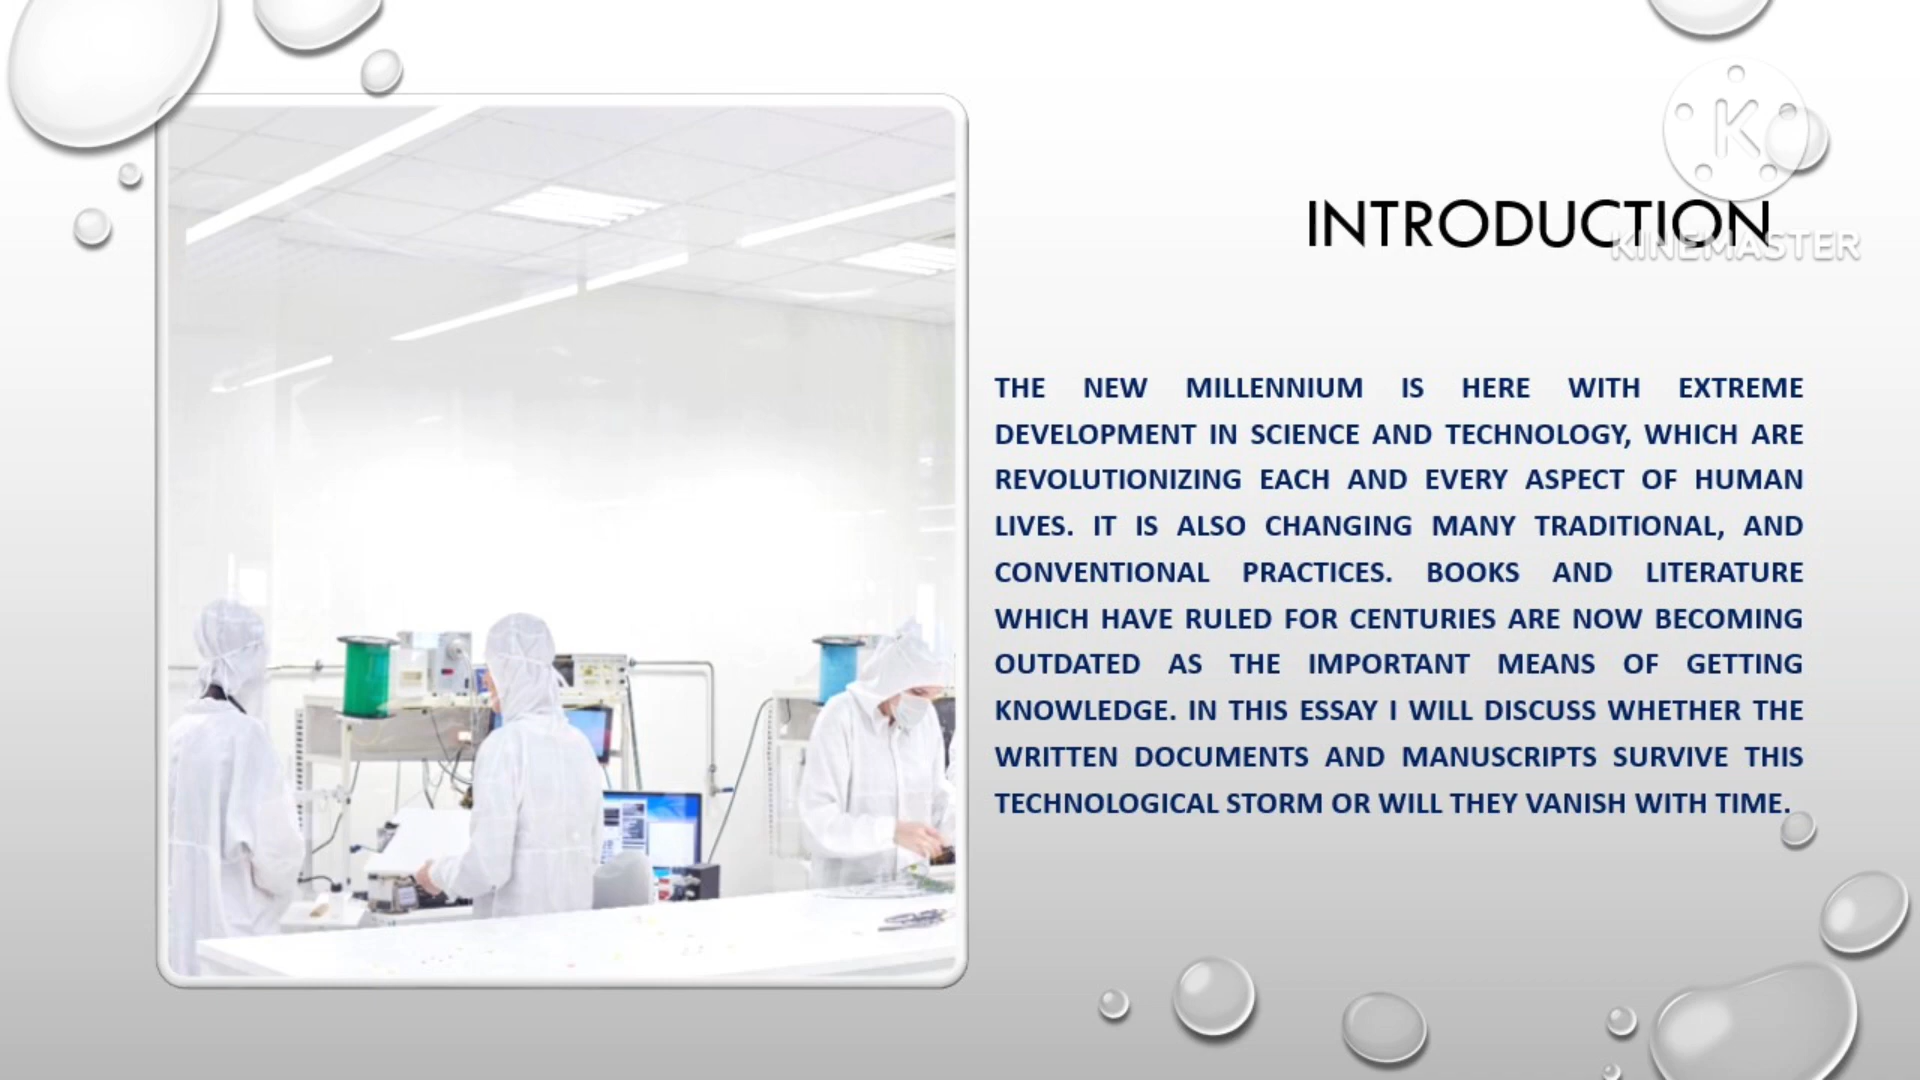 K
INTRODUCTION
KINEMASTER
THE NEW MILLENNIUM IS HERE WITH EXTREME
DEVELOPMENT IN SCIENCE AND TECHNOLOGY, WHICH ARE
REVOLUTIONIZING EACH AND EVERY ASPECT OF HUMAN
LIVES. IT IS ALSO CHANGING MANY TRADITIONAL, AND
CONVENTIONAL PRACTICES. BOOKS AND LITERATURE
WHICH HAVE RULED FOR CENTURIES ARE NOW BECOMING
OUTDATED AS THE IMPORTANT MEANS OF GETTING
KNOWLEDGE. IN THIS ESSAY I WILL DISCUSS WHETHER THE
WRITTEN DOCUMENTS AND MANUSCRIPTS SURVIVE THIS
TECHNOLOGICAL STORM OR WILL THEY VANISH WITH TIME.